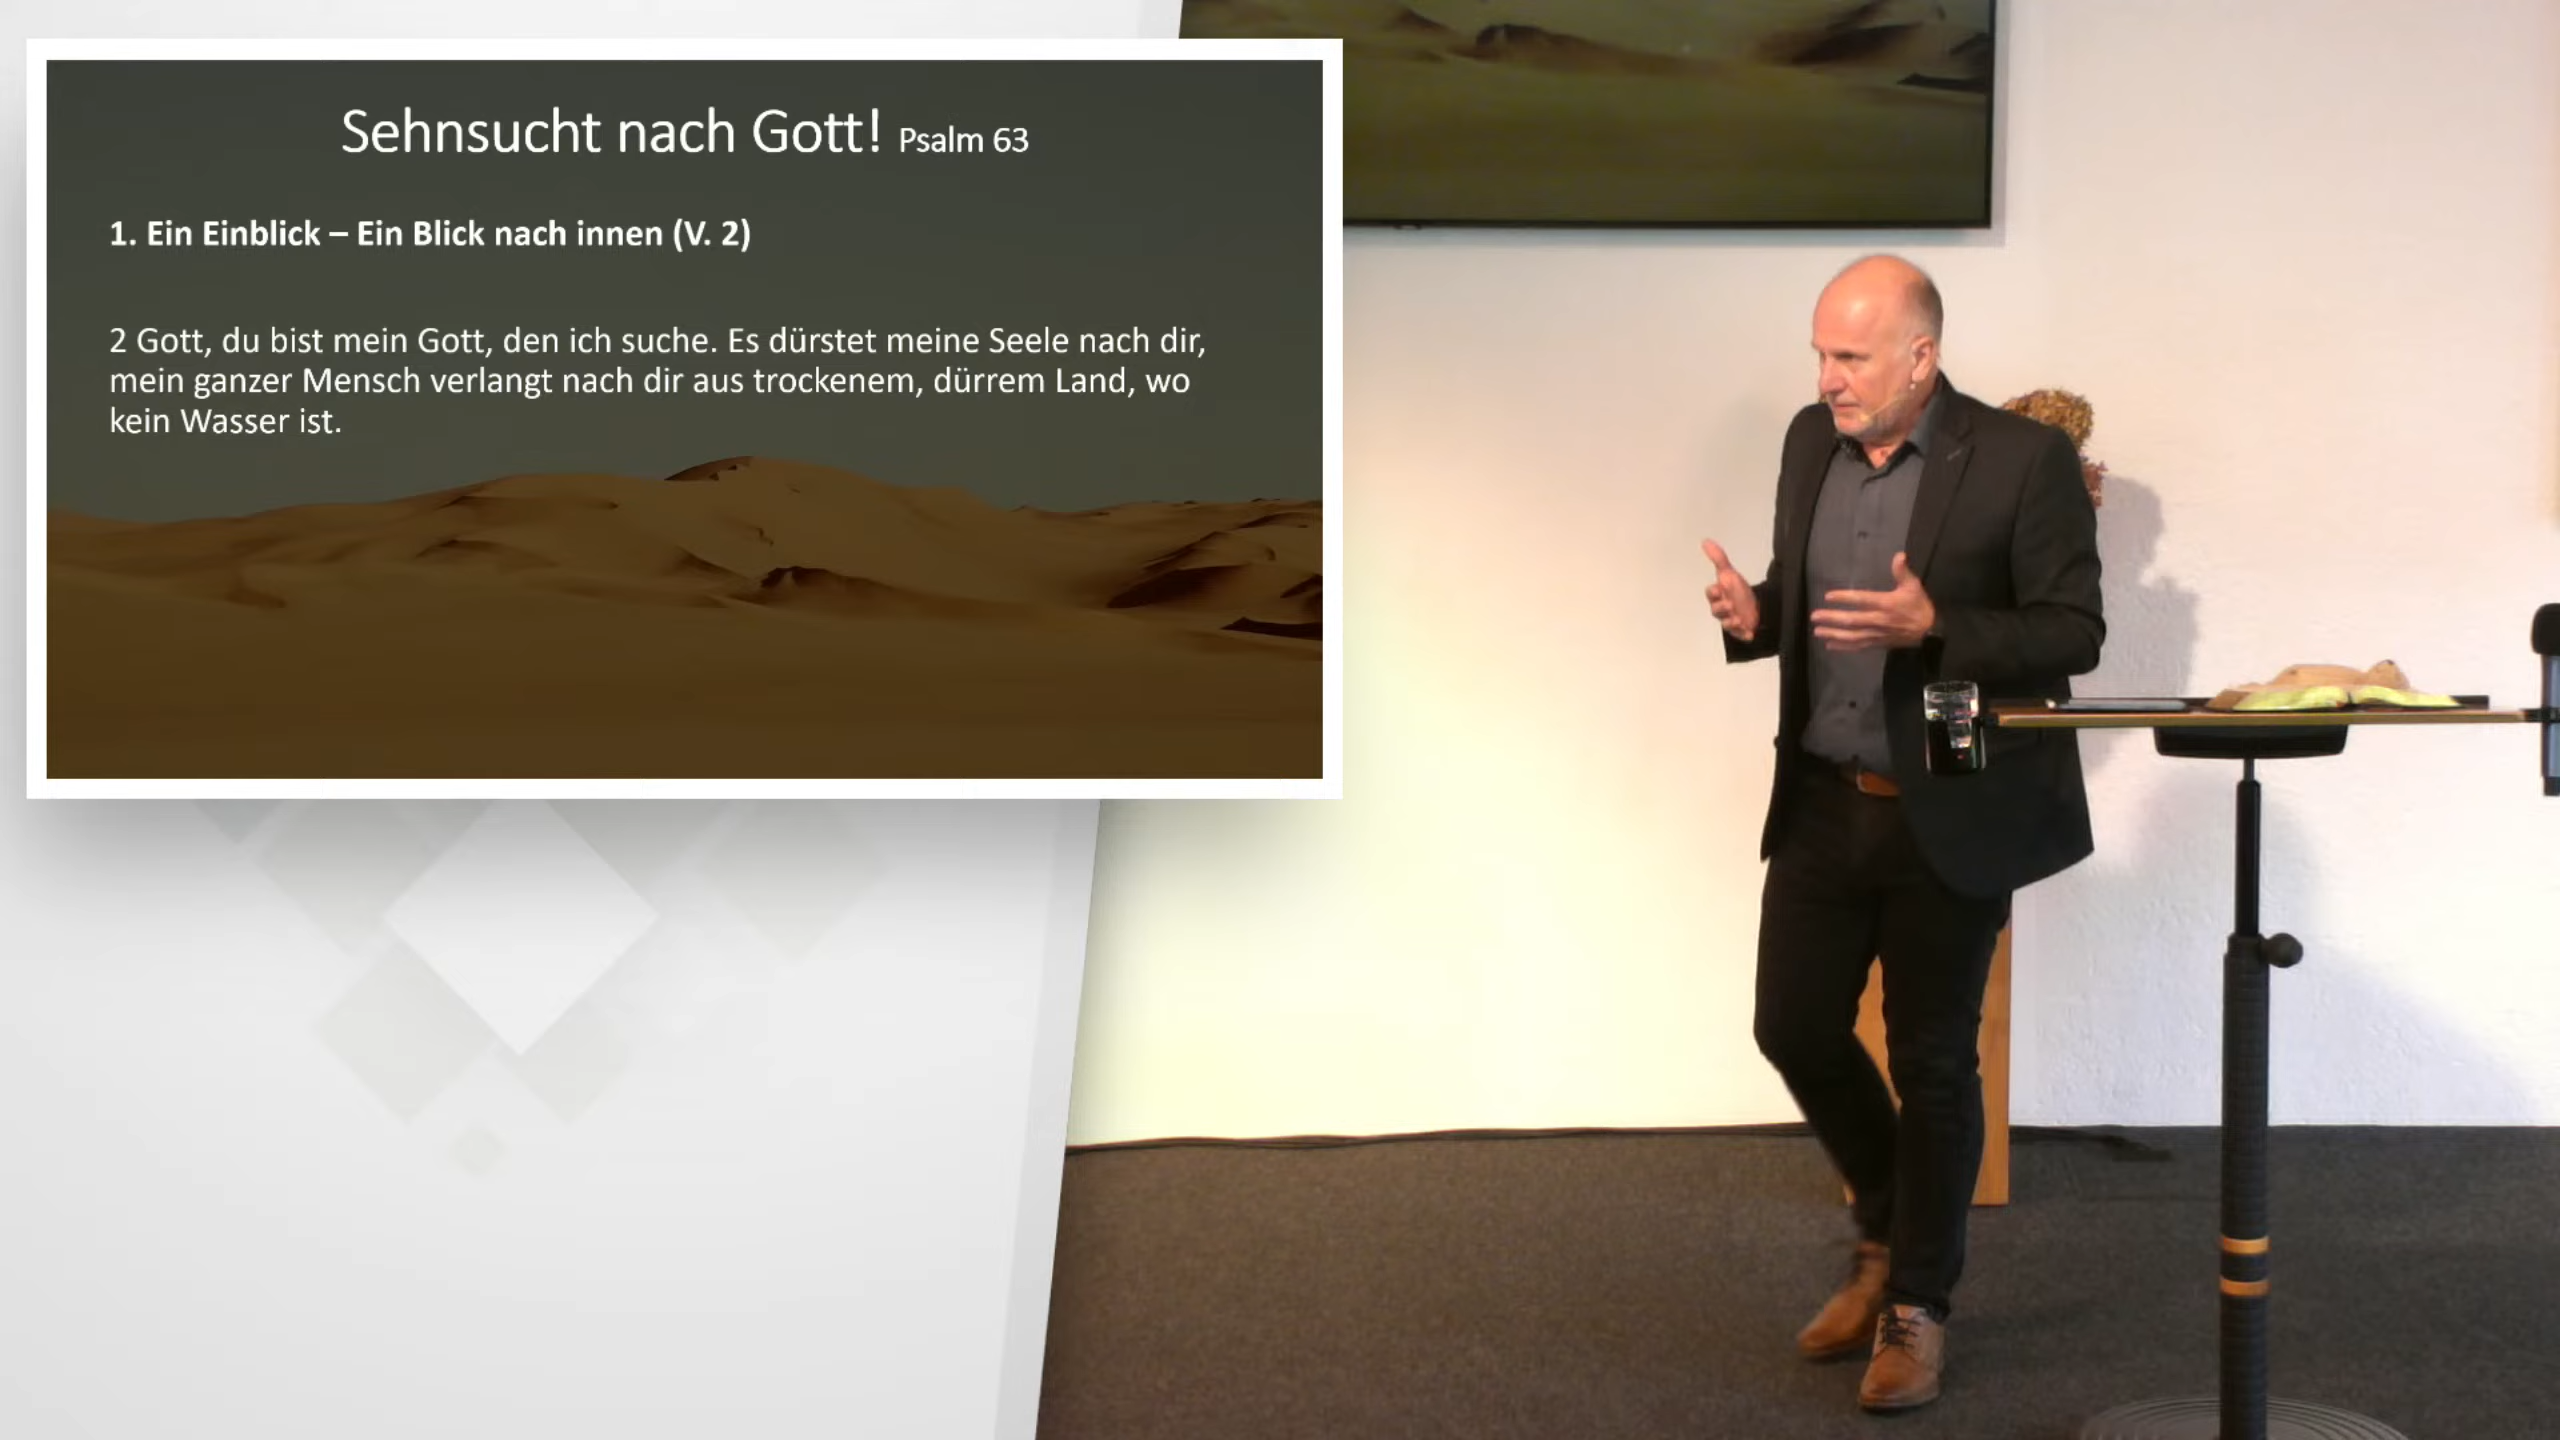 Sehnsucht nach Gott! Psalm 63
1. Ein Einblick – Ein Blick nach innen (V. 2)
2 Gott, du bist mein Gott, den ich suche. Es dürstet meine Seele nach dir,
mein ganzer Mensch verlangt nach dir aus trockenem, dürrem Land, wo
kein Wasser ist.